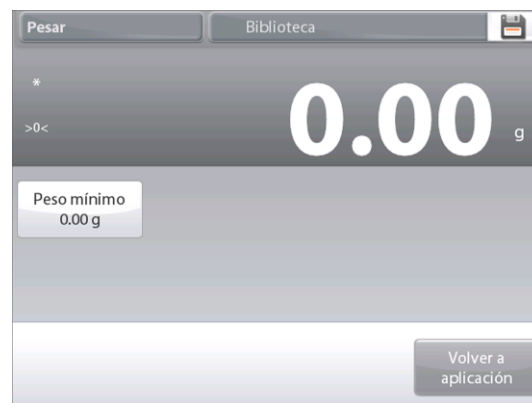 Pesar
Biblioteca
*
>0<
0.00 g
Peso mínimo
0.00 g
Volver a
aplicación